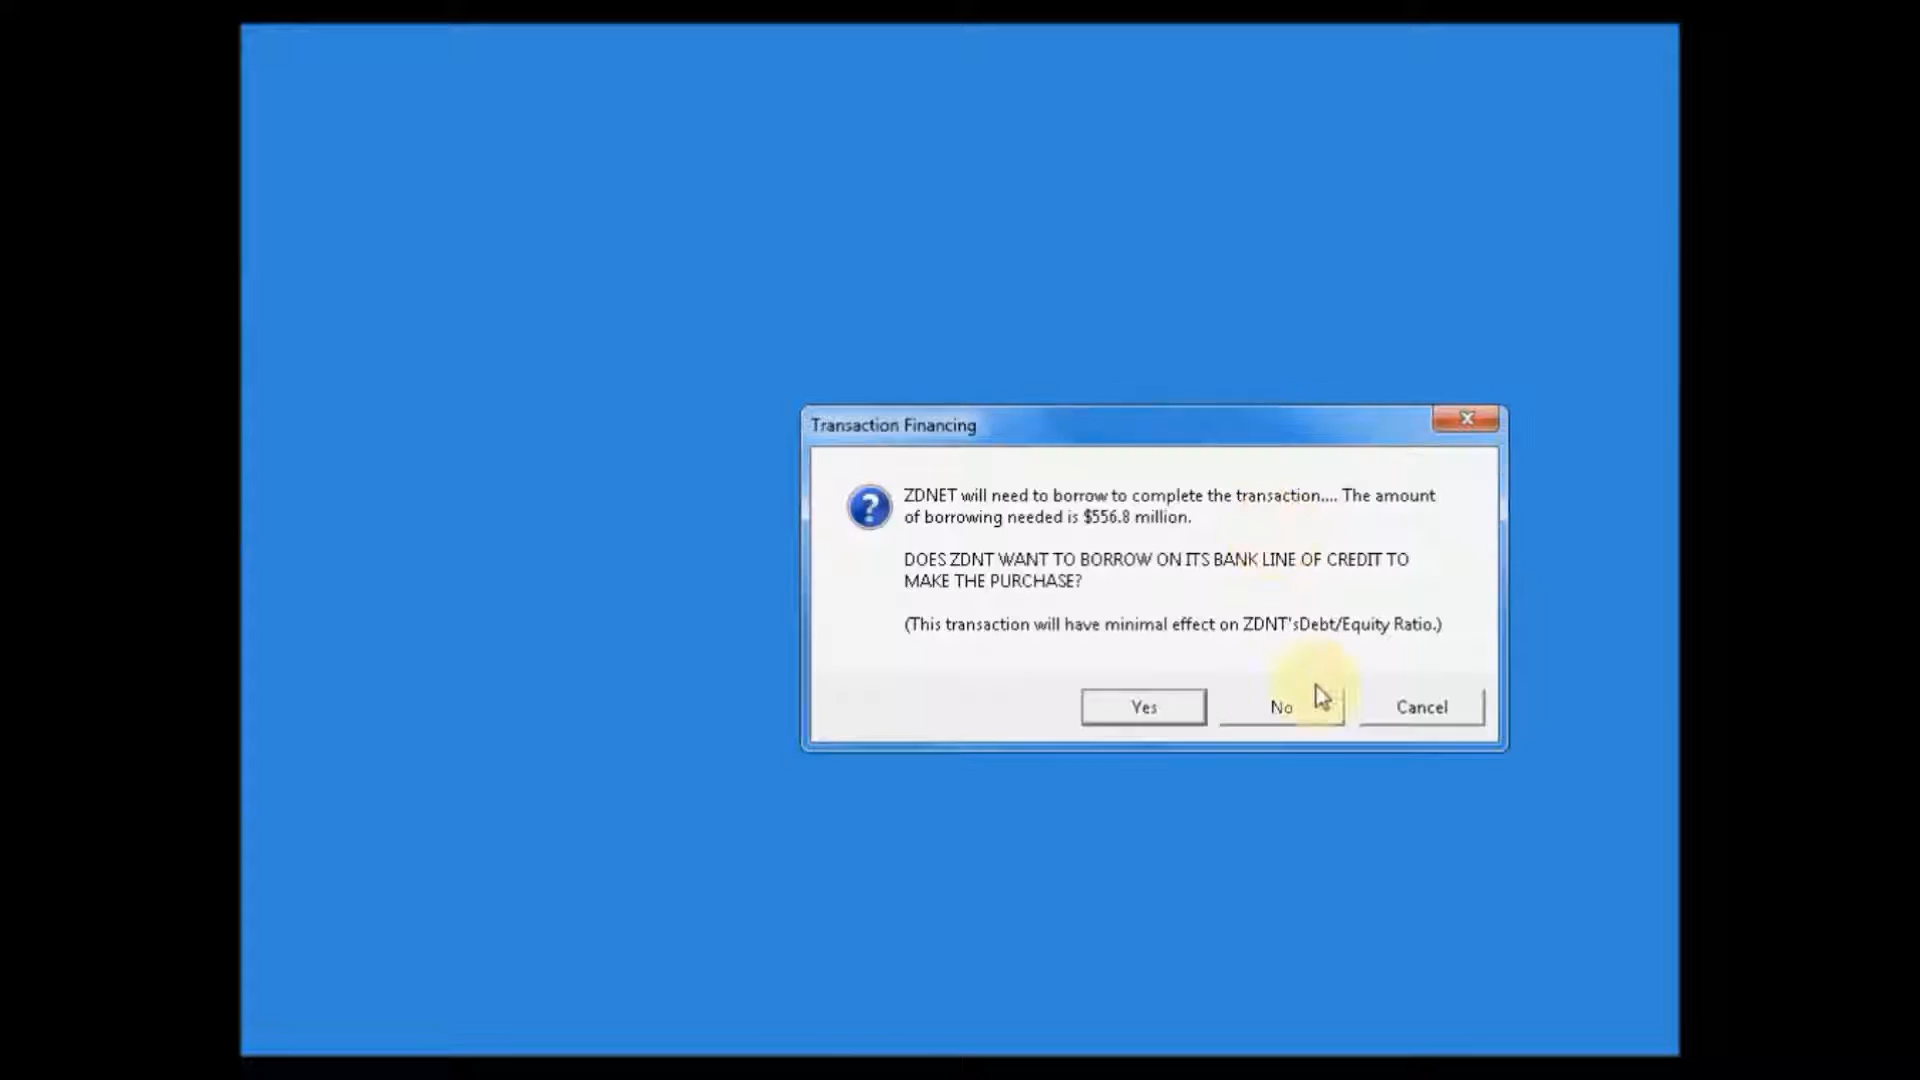 Transaction Financing
ZDNET will need to borrow to complete the transaction.... The amount
of borrowing needed is $556.8 million.
DOES ZDNT WANT TO BORROW ON ITS BANK LINE OF CREDIT TO
MAKE THE PURCHASE?
(This transaction will have minimal effect on ZDNT'sDebt/Equity Ratio.)
Yes No Cancel